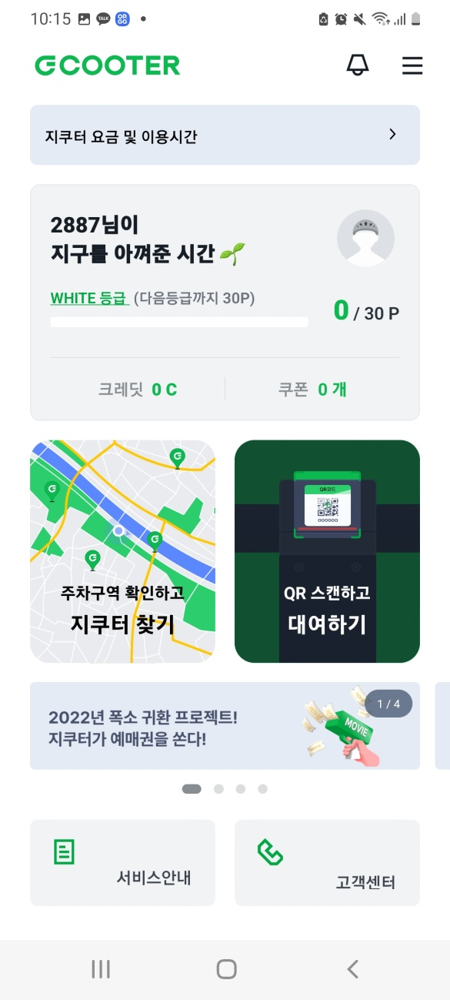 10:15
TALK
OP.GG
GCOOTER
지쿠터 요금 및 이용시간
2887님이
지구를 아껴준 시간
WHITE 등급 (다음등급까지 30P)
0 / 30 P
크레딧 0 C
쿠폰 0 개
주차구역 확인하고
지쿠터 찾기
QR코드
000000
QR 스캔하고
대여하기
2022년 폭소 귀환 프로젝트!
지쿠터가 예매권을 쏜다!
MOVIE
1 / 4
서비스안내
고객센터